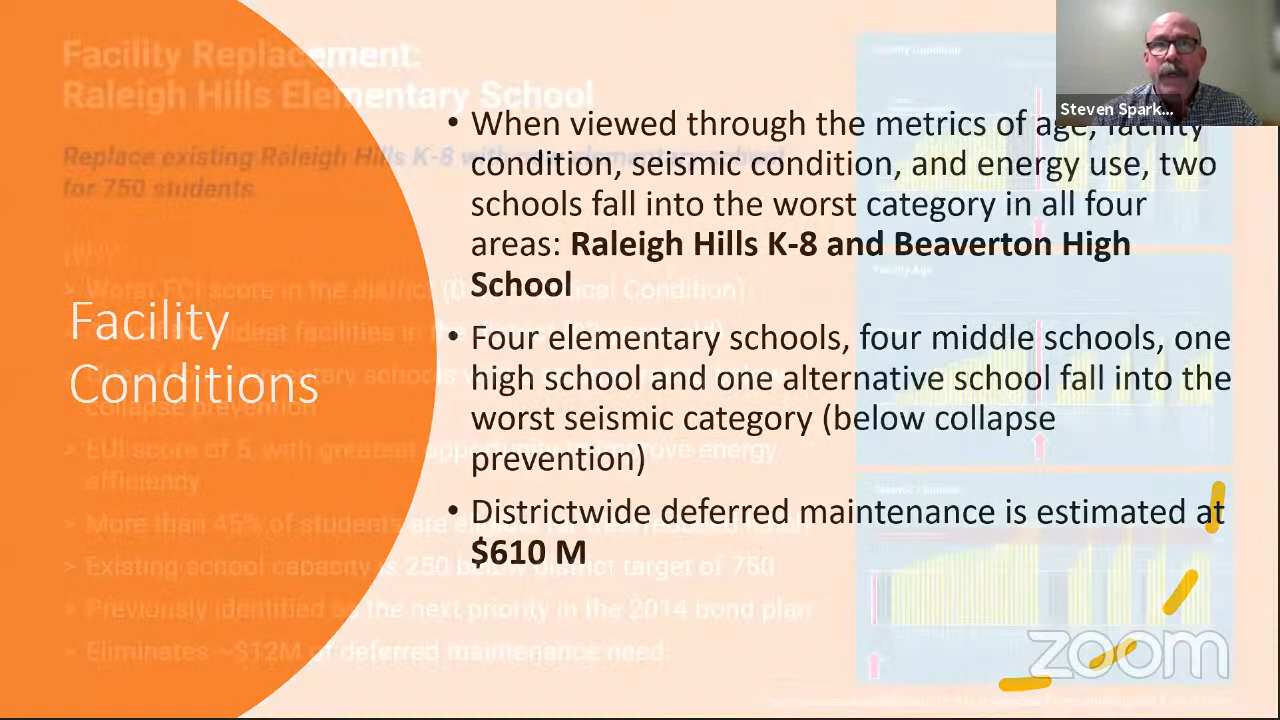 Facility Replacement:
Raleigh Hills Elementary School
Replace existing Raleigh Hills K-8 with new elementary school
for 750 students
WHY
Steven Spark...
Facility
Conditions
• When viewed through the metrics of age, facility
condition, seismic condition, and energy use, two
schools fall into the worst category in all four
areas: Raleigh Hills K-8 and Beaverton High
School
• Four elementary schools, four middle schools, one
high school and one alternative school fall into the
worst seismic category (below collapse
prevention)
• Districtwide deferred maintenance is estimated at
$610 M
> Worst FCI score in the district
collapse prevention
> EUI score of 5, with greatest opportunity to improve energy
efficiency
> More than 45% of students are
> Existing school capacity is 250 below district target of 750
> Previously identified as the next priority in the 2014 bond plan
> Eliminates ~$12M of deferred maintenance need
Facility Condition
Facility Age
zoom